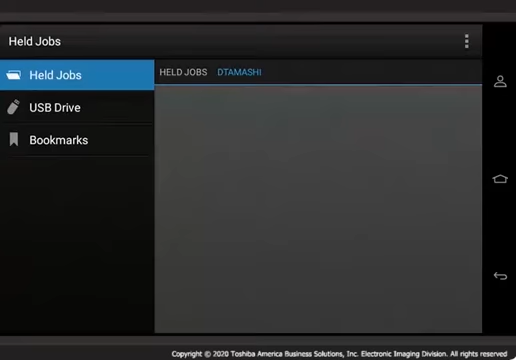 Held Jobs
Held Jobs
USB Drive
Bookmarks
HELD JOBS DTAMASHI
Copyright © 2020 Toshiba America Business Solutions, Inc. Electronic Imaging Division. All rights reserved